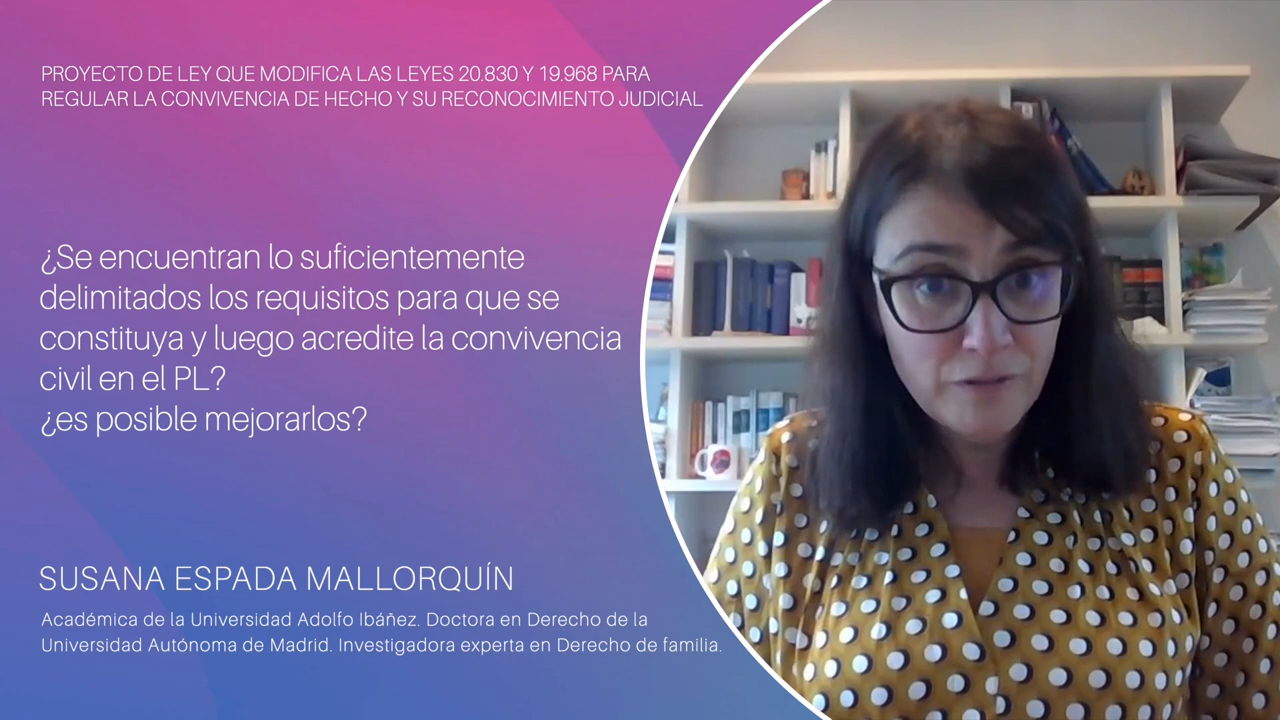 PROYECTO DE LEY QUE MODIFICA LAS LEYES 20.830 Y 19.968 PARA
REGULAR LA CONVIVENCIA DE HECHO Y SU RECONOCIMIENTO JUDICIAL
¿Se encuentran lo suficientemente
delimitados los requisitos para que se
constituya y luego acredite la convivencia
civil en el PL?
¿es posible mejorarlos?
SUSANA ESPADA MALLORQUÍN
Académica de la Universidad Adolfo Ibáñez. Doctora en Derecho de la
Universidad Autónoma de Madrid. Investigadora experta en Derecho de familia.